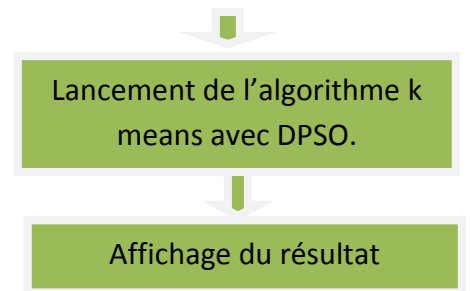 Lancement de l’algorithme k
means avec DPSO.
Affichage du résultat